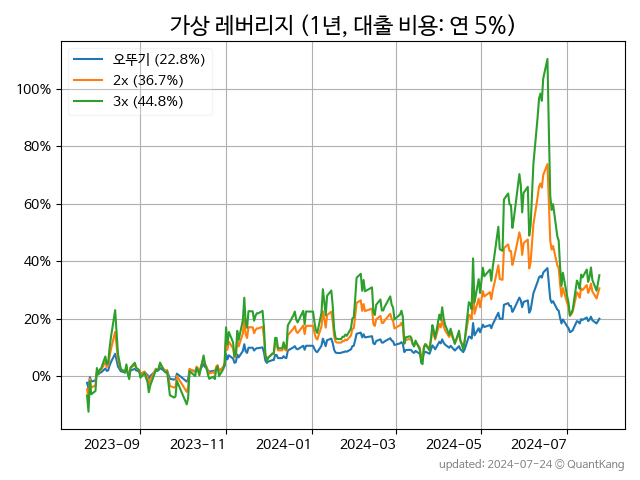 가상 레버리지 (1년, 대출 비용: 연 5%)
오뚜기 (22.8%)
2x (36.7%)
3x (44.8%)
100%
80%
60%
40%
20%
0%
2023-09
2023-11
2024-01
2024-03
2024-05
2024-07
updated: 2024-07-24 © QuantKang